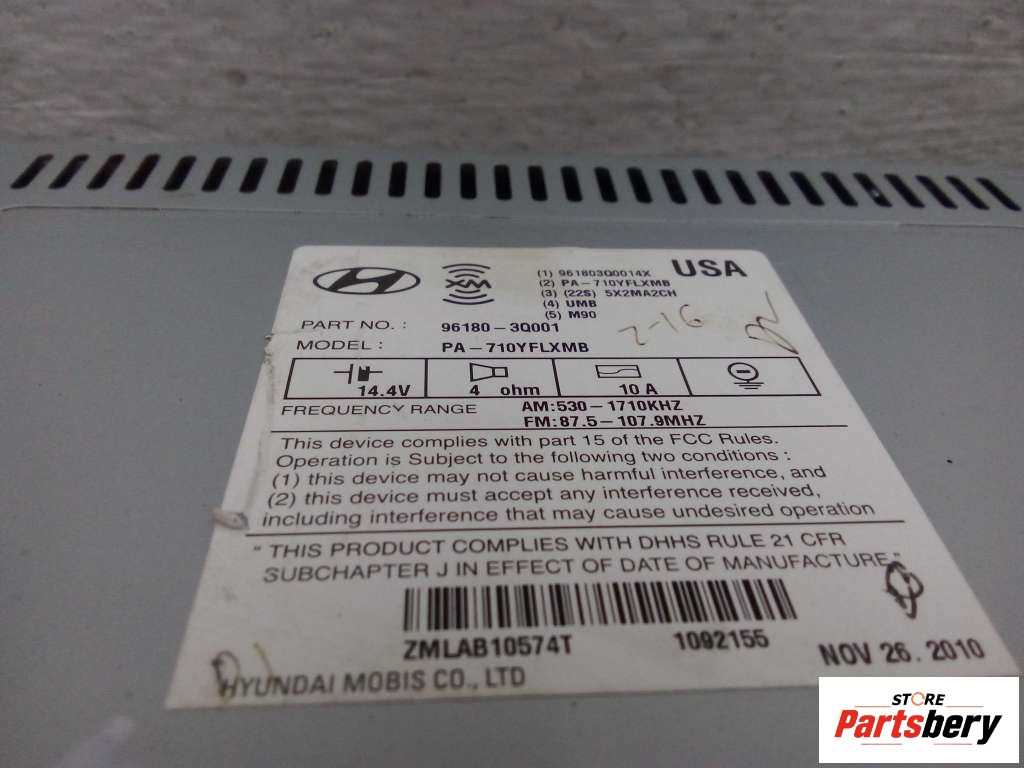 XM
(1) 961803Q0014X
USA
(2) PA-710YFLXMB
(3) (22S) 5X2MA2CH
(4) UMB
(5) M90
PART NO. : 96180-3Q001
2-16
MODEL : PA-710YFLXMB
14.4V 4 ohm 10 A
FREQUENCY RANGE AM:530-1710KHZ
FM:87.5-107.9MHZ
This device complies with part 15 of the FCC Rules.
Operation is Subject to the following two conditions :
(1) this device may not cause harmful interference, and
(2) this device must accept any interference received,
including interference that may cause undesired operation
" THIS PRODUCT COMPLIES WITH DHHS RULE 21 CFR
SUBCHAPTER J IN EFFECT OF DATE OF MANUFACTURE "
ZMLAB10574T 1092155
NOV 26. 2010
HYUNDAI MOBIS CO., LTD
STORE
Partsbery